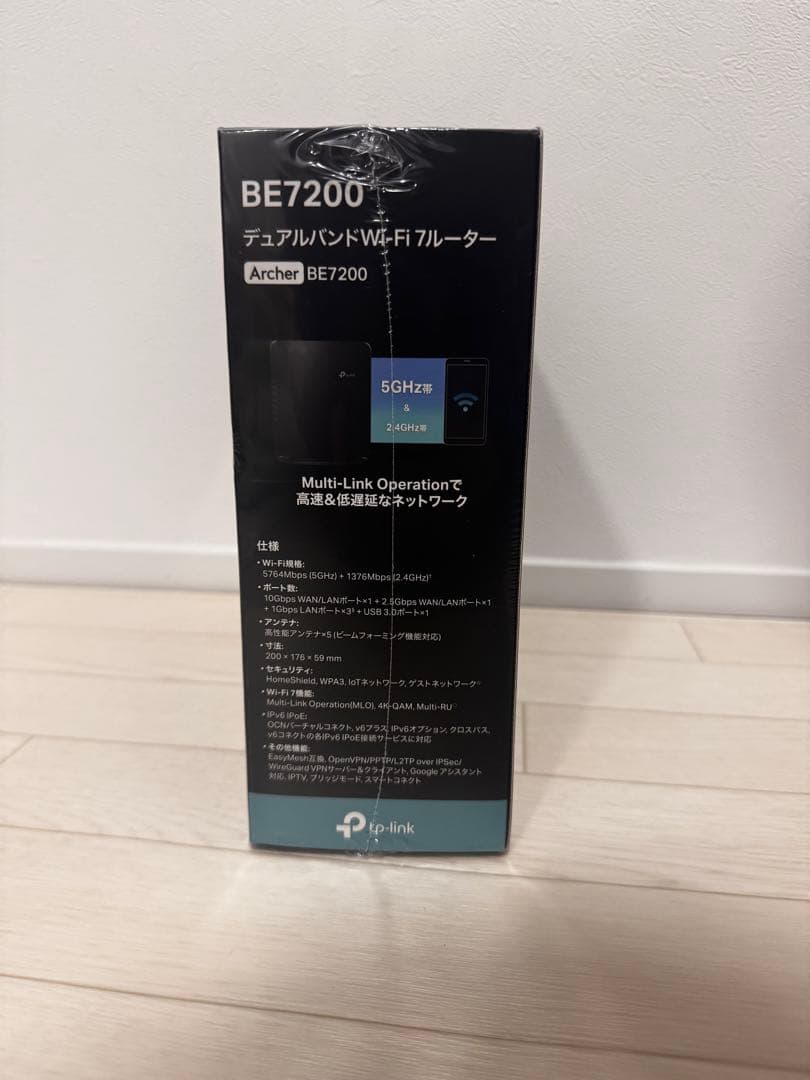 BE7200
デュアルバンドWi-Fi 7ルーター
Archer BE7200
tp-link
5GHz帯
&
2.4GHz帯
Multi-Link Operationで
高速&低遅延なネットワーク
仕様
・Wi-Fi規格:
5764Mbps (5GHz) + 1376Mbps (2.4GHz)†
・ポート数:
10Gbps WAN/LANポート×1 + 2.5Gbps WAN/LANポート×1
+ 1Gbps LANポート×3§ + USB 3.0ポート×1
・アンテナ:
高性能アンテナ×5 (ビームフォーミング機能対応)
・寸法:
200 × 176 × 59 mm
・セキュリティ:
HomeShield, WPA3, IoTネットワーク, ゲストネットワーク
・Wi-Fi 7機能:
Multi-Link Operation(MLO), 4K-QAM, Multi-RU
・IPv6 IPoE:
OCNバーチャルコネクト, v6プラス, IPv6オプション, クロスパス,
v6コネクトの各IPv6 IPoE接続サービスに対応
・その他機能:
EasyMesh互換, OpenVPN/PPTP/L2TP over IPSec/
WireGuard VPNサーバー&クライアント, Google アシスタント
対応, IPTV, ブリッジモード, スマートコネクト
tp-link